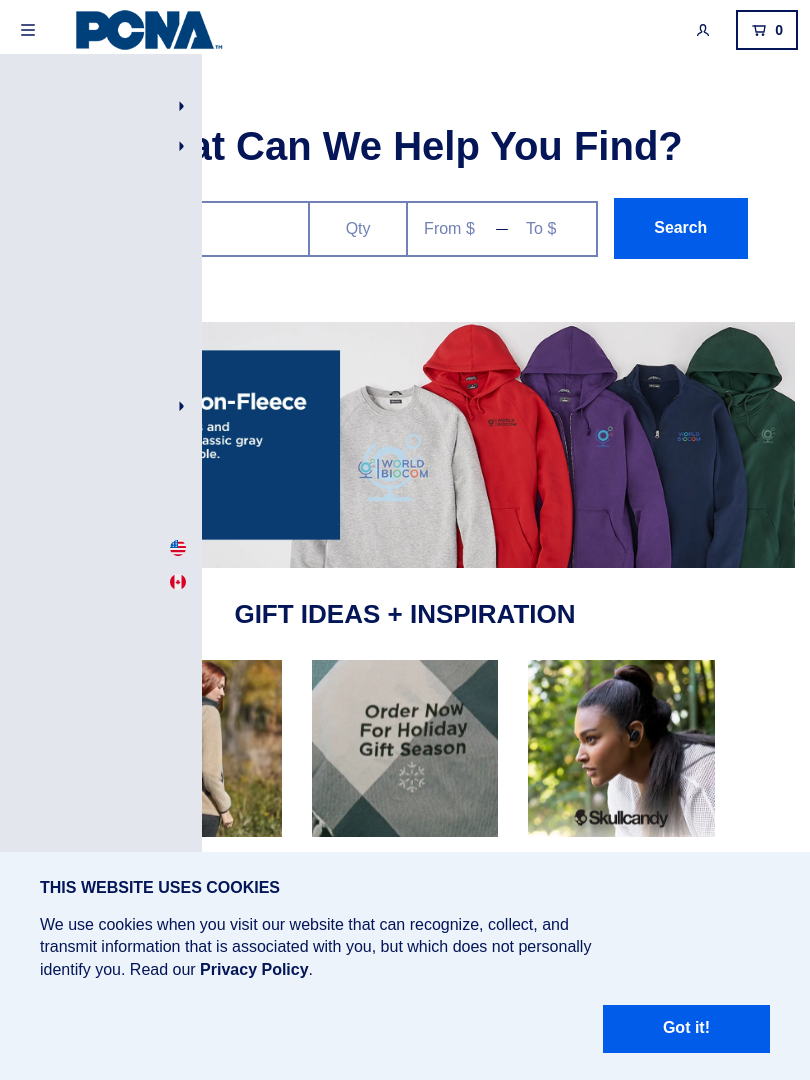 PCNA™
0
at Can We Help You Find?
Qty
From $ — To $
Search
on-Fleece
s and
assic gray
ble.
WORLD
BIOCOM
WORLD
BIOCOM
WORLD
BIOCOM
GIFT IDEAS + INSPIRATION
Order Now
For Holiday
Gift Season
Skullcandy
THIS WEBSITE USES COOKIES
We use cookies when you visit our website that can recognize, collect, and
transmit information that is associated with you, but which does not personally
identify you. Read our Privacy Policy.
Got it!